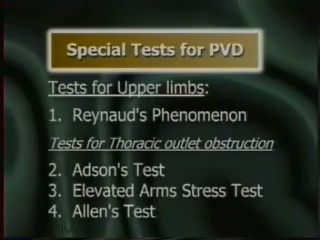 Special Tests for PVD
Tests for Upper limbs:
1. Reynaud's Phenomenon
Tests for Thoracic outlet obstruction
2. Adson's Test
3. Elevated Arms Stress Test
4. Allen's Test